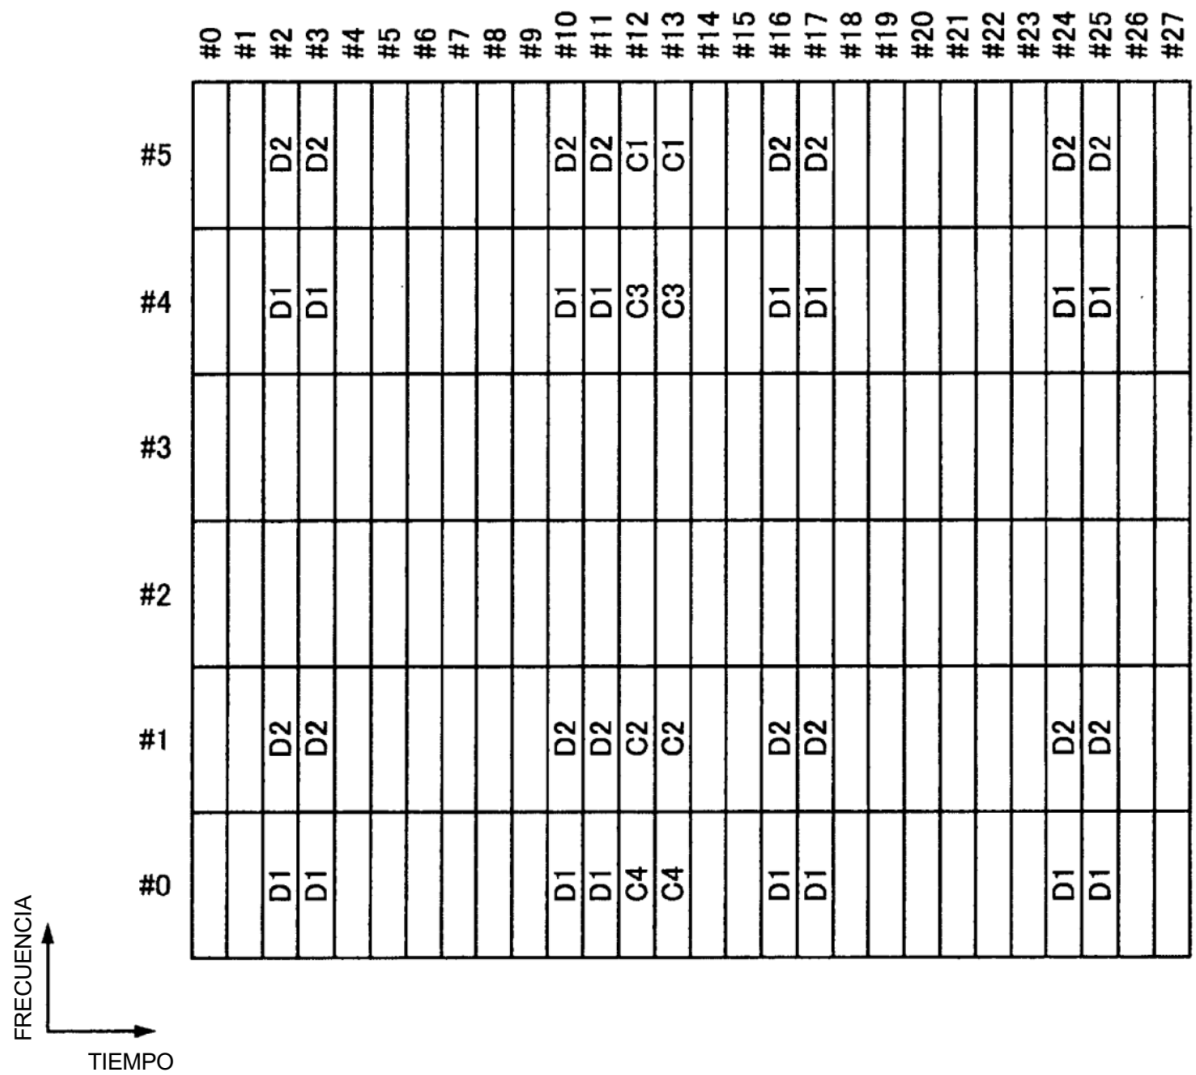 #0 #1 #2 #3 #4 #5 #6 #7 #8 #9 #10 #11 #12 #13 #14 #15 #16 #17 #18 #19 #20 #21 #22 #23 #24 #25 #26 #27
#5 D2 D2 D2 D2 C1 C1 D2 D2 D2 D2
#4 D1 D1 D1 D1 C3 C3 D1 D1 D1 D1
#3
#2
#1 D2 D2 D2 D2 C2 C2 D2 D2 D2 D2
#0 D1 D1 D1 D1 C4 C4 D1 D1 D1 D1
FRECUENCIA
TIEMPO